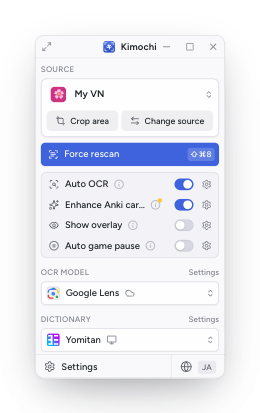 Kimochi
SOURCE
My VN
Crop area
Change source
Force rescan ⇧⌘8
Auto OCR
Enhance Anki car...
Show overlay
Auto game pause
OCR MODEL Settings
Google Lens
DICTIONARY Settings
Yomitan
Settings JA